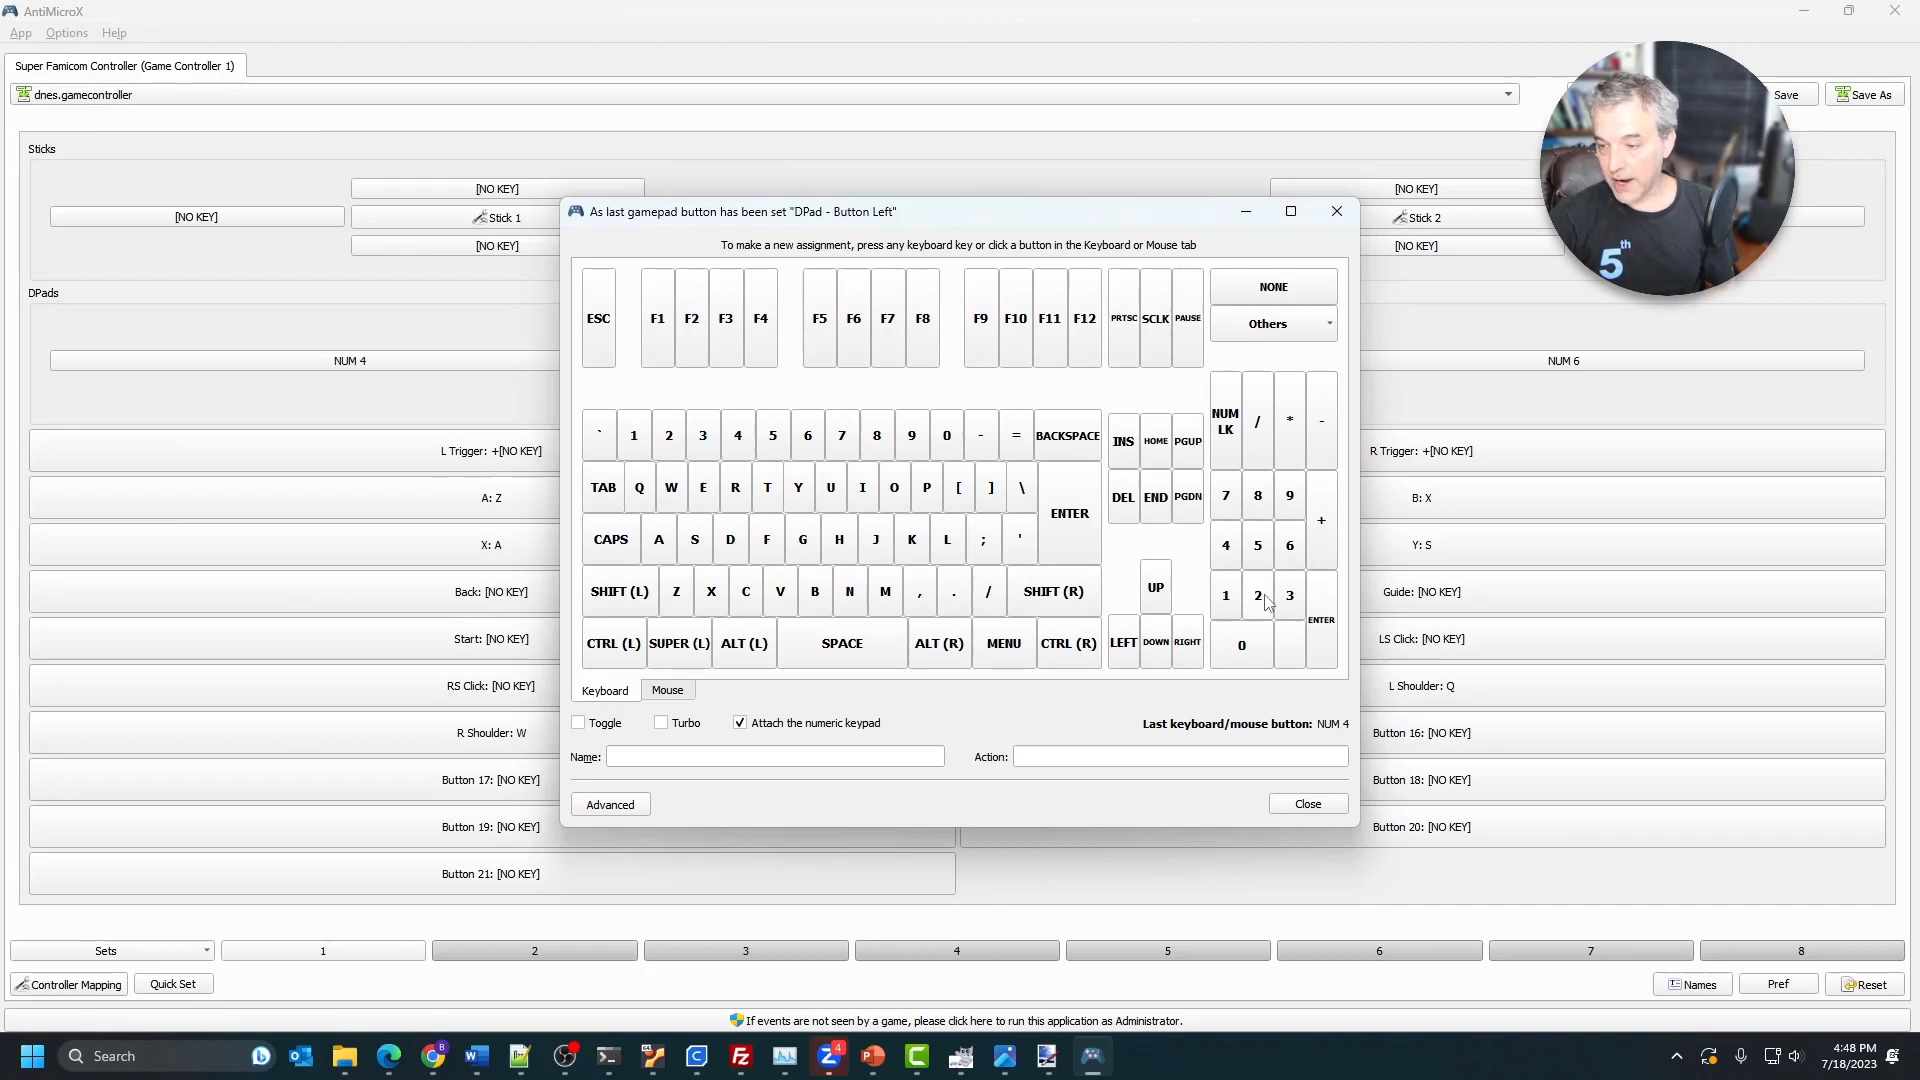 AntiMicroX
App Options Help
Super Famicom Controller (Game Controller 1)
dnes.gamecontroller
Save
Save As
Sticks
[NO KEY]
[NO KEY]
[NO KEY]
Stick 1
Stick 2
[NO KEY]
[NO KEY]
DPads
NUM 4
NUM 6
L Trigger: +[NO KEY]
R Trigger: +[NO KEY]
A: Z
B: X
X: A
Y: S
Back: [NO KEY]
Guide: [NO KEY]
Start: [NO KEY]
LS Click: [NO KEY]
RS Click: [NO KEY]
L Shoulder: Q
R Shoulder: W
Button 16: [NO KEY]
Button 17: [NO KEY]
Button 18: [NO KEY]
Button 19: [NO KEY]
Button 20: [NO KEY]
Button 21: [NO KEY]
As last gamepad button has been set "DPad - Button Left"
To make a new assignment, press any keyboard key or click a button in the Keyboard or Mouse tab
ESC F1 F2 F3 F4 F5 F6 F7 F8 F9 F10 F11 F12 PRTSC SCLK PAUSE
NONE
Others
` 1 2 3 4 5 6 7 8 9 0 - = BACKSPACE INS HOME PGUP NUM LK / * -
TAB Q W E R T Y U I O P [ ] \ ENTER DEL END PGDN 7 8 9 +
CAPS A S D F G H J K L ; ' 4 5 6
SHIFT (L) Z X C V B N M , . / SHIFT (R) UP 1 2 3 ENTER
CTRL (L) SUPER (L) ALT (L) SPACE ALT (R) MENU CTRL (R) LEFT DOWN RIGHT 0
Keyboard Mouse
Toggle Turbo Attach the numeric keypad Last keyboard/mouse button: NUM 4
Name: Action:
Advanced Close
5th
Sets 1 2 3 4 5 6 7 8
Controller Mapping Quick Set Names Pref Reset
If events are not seen by a game, please click here to run this application as Administrator.
Search
4
4:48 PM
7/18/2023